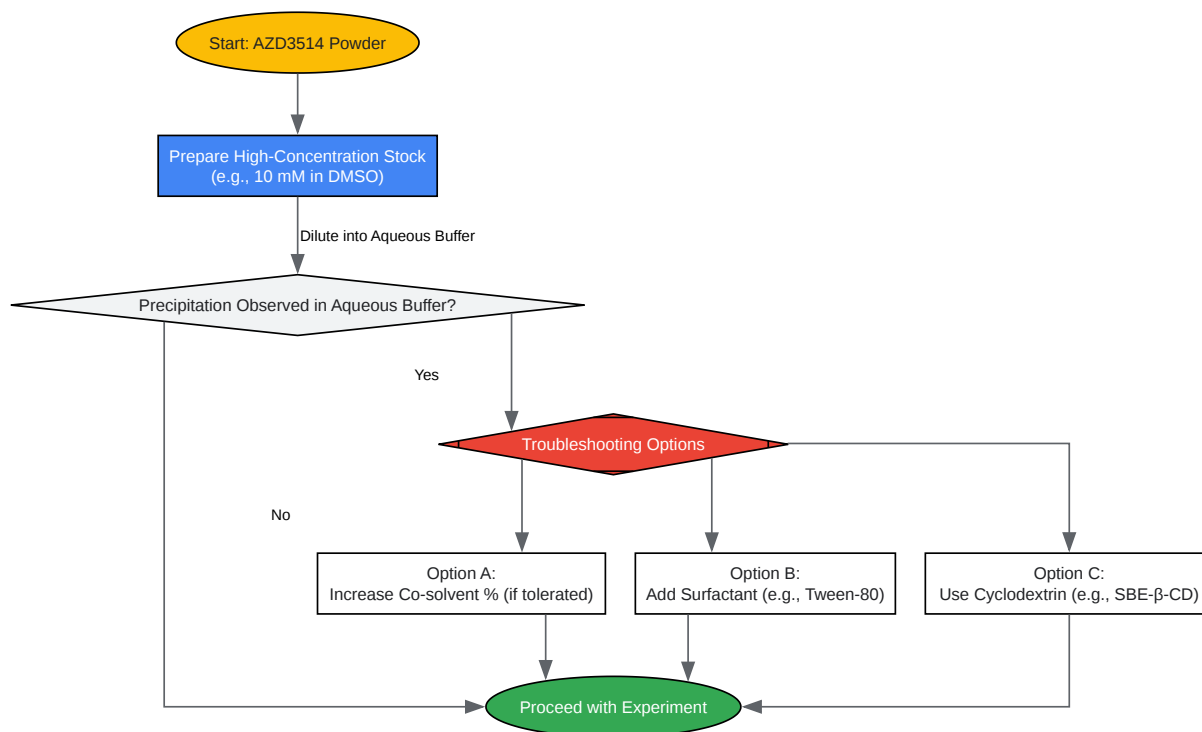 Start: AZD3514 Powder
Prepare High-Concentration Stock
(e.g., 10 mM in DMSO)
Dilute into Aqueous Buffer
Precipitation Observed in Aqueous Buffer?
Yes
Troubleshooting Options
No
Option A:
Increase Co-solvent % (if tolerated)
Option B:
Add Surfactant (e.g., Tween-80)
Option C:
Use Cyclodextrin (e.g., SBE-β-CD)
Proceed with Experiment